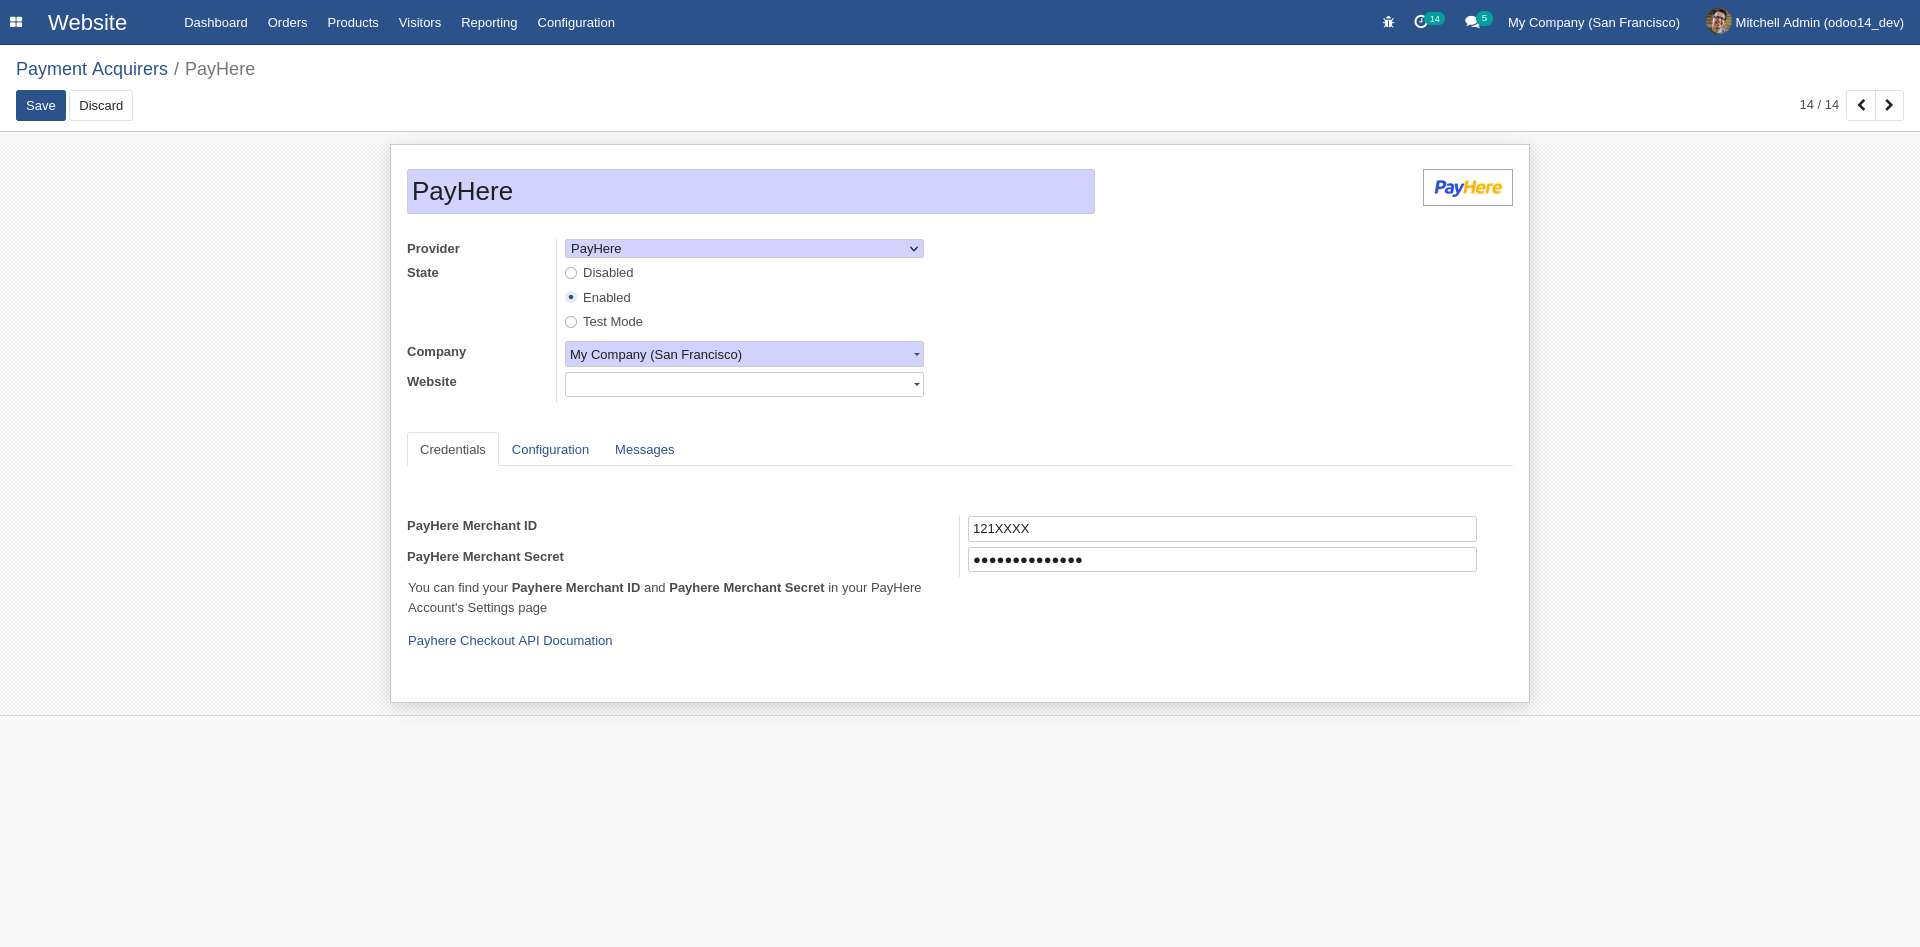 Website Dashboard Orders Products Visitors Reporting Configuration 14 5 My Company (San Francisco) Mitchell Admin (odoo14_dev)
Payment Acquirers / PayHere
Save Discard 14 / 14
PayHere PayHere
Provider PayHere
State Disabled
Enabled
Test Mode
Company My Company (San Francisco)
Website
Credentials Configuration Messages
PayHere Merchant ID 121XXXX
PayHere Merchant Secret ●●●●●●●●●●●●●●
You can find your Payhere Merchant ID and Payhere Merchant Secret in your PayHere
Account's Settings page
Payhere Checkout API Documation